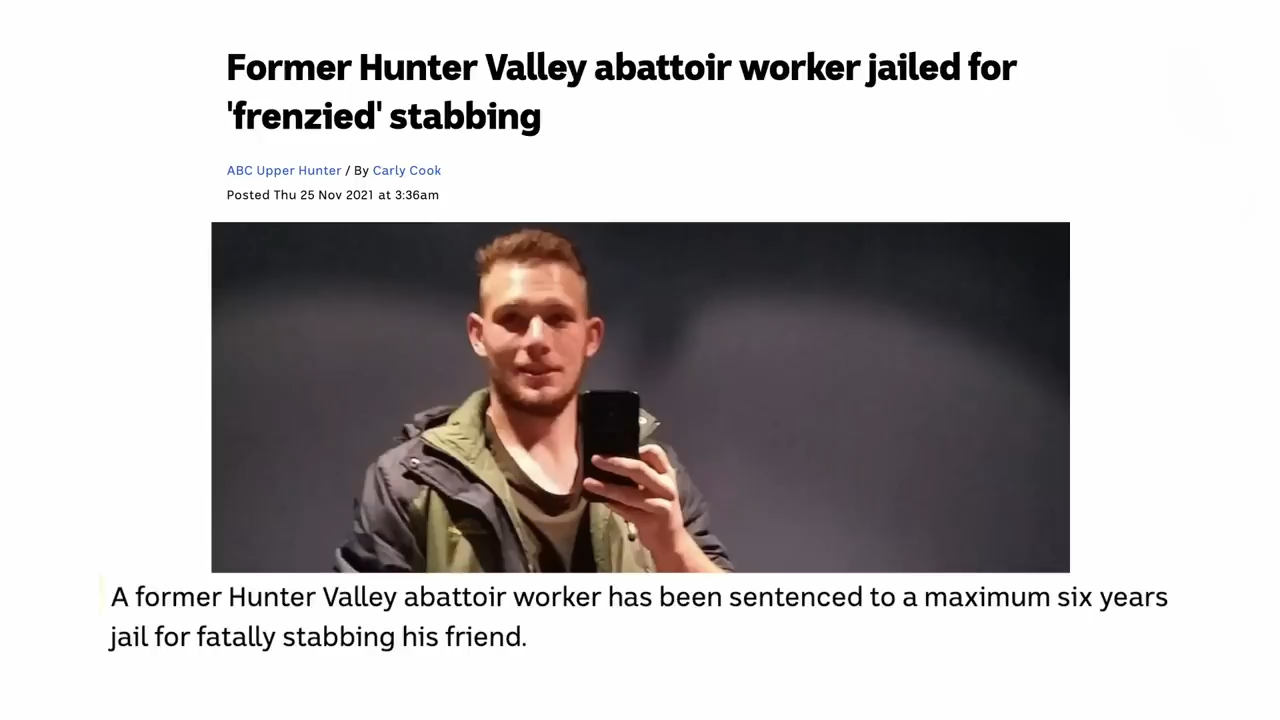 Former Hunter Valley abattoir worker jailed for
'frenzied' stabbing
ABC Upper Hunter / By Carly Cook
Posted Thu 25 Nov 2021 at 3:36am
A former Hunter Valley abattoir worker has been sentenced to a maximum six years
jail for fatally stabbing his friend.